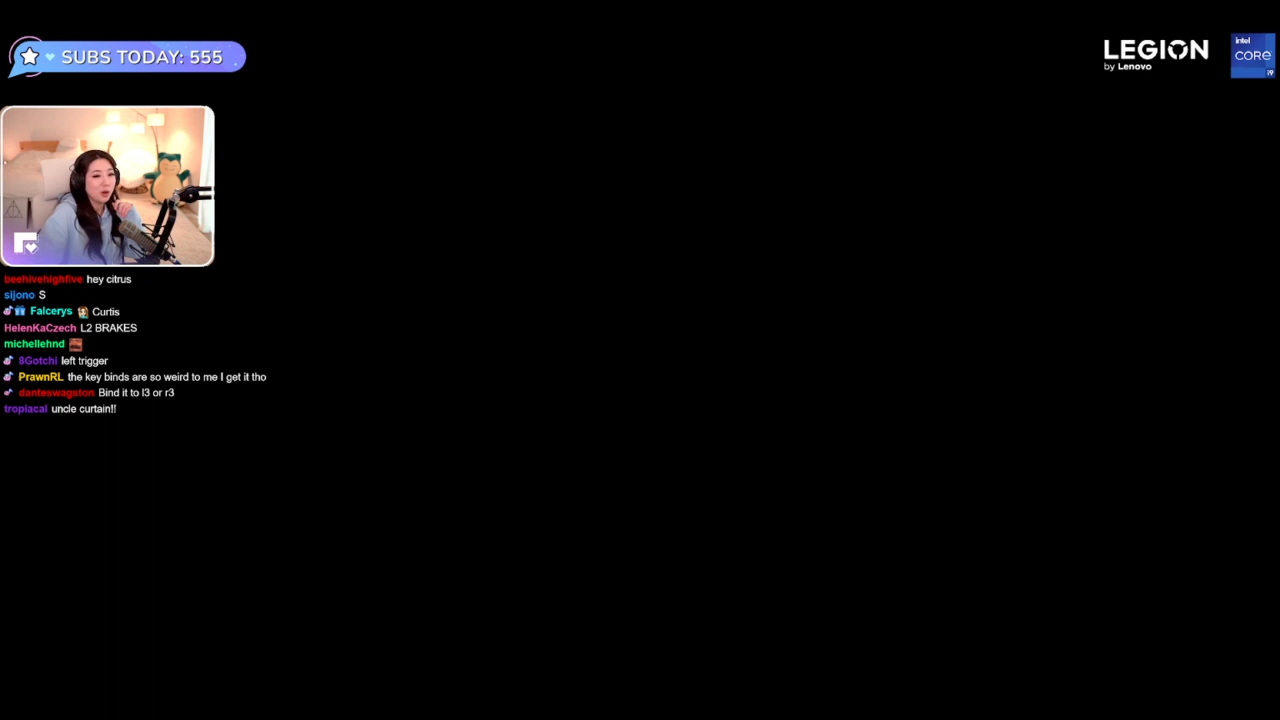 SUBS TODAY: 555
LEGION
by Lenovo
intel
CORE
i9
beehivehighfive hey citrus
sijono S
Falcerys Curtis
HelenKaCzech L2 BRAKES
michellehnd
8Gotchi left trigger
PrawnRL the key binds are so weird to me I get it tho
danteswagston Bind it to l3 or r3
tropiacal uncle curtain!!